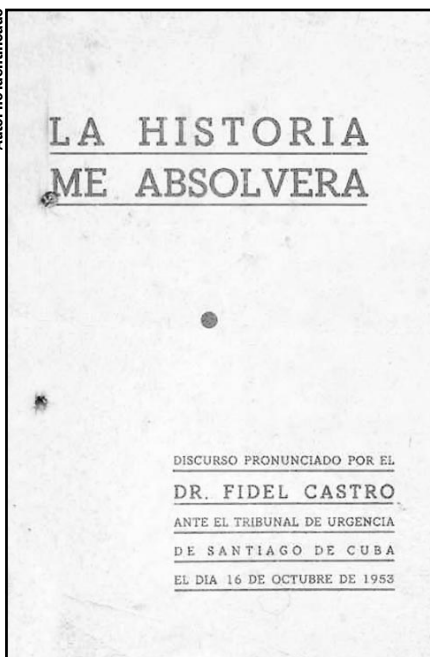 LA HISTORIA
ME ABSOLVERA
DISCURSO PRONUNCIADO POR EL
DR. FIDEL CASTRO
ANTE EL TRIBUNAL DE URGENCIA
DE SANTIAGO DE CUBA
EL DIA 16 DE OCTUBRE DE 1953